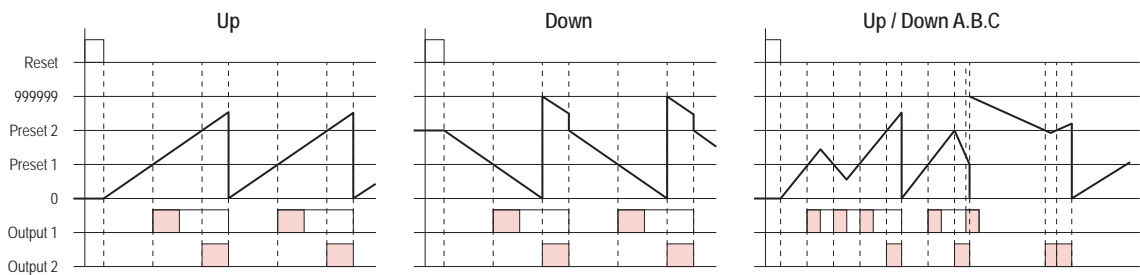 Up
Down
Up / Down A.B.C
Reset
999999
Preset 2
Preset 1
0
Output 1
Output 2